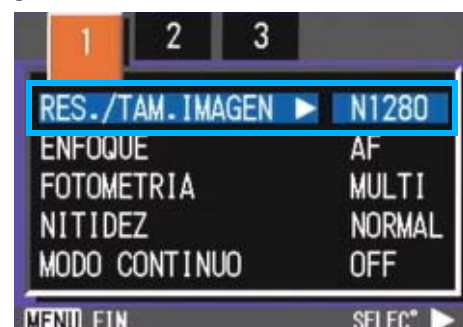 1 2 3
RES./TAM.IMAGEN ▶ N1280
ENFOQUE AF
FOTOMETRIA MULTI
NITIDEZ NORMAL
MODO CONTINUO OFF
MENU FIN SELEC° ▶